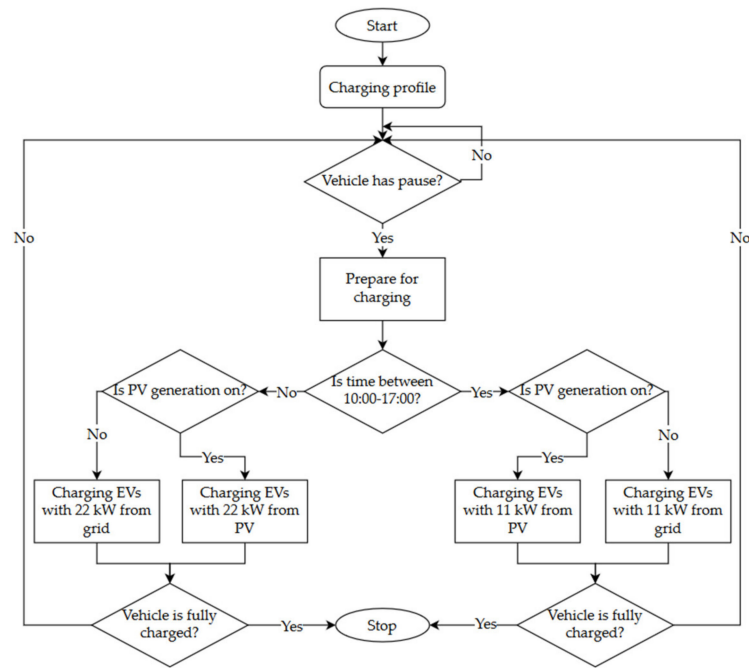 Start
Charging profile
No
Vehicle has pause?
No
No
Yes
Prepare for
charging
Is PV generation on?
No
Is time between
10:00-17:00?
Yes
Is PV generation on?
No
Yes
Yes
No
Charging EVs
with 22 kW from
grid
Charging EVs
with 22 kW from
PV
Charging EVs
with 11 kW from
PV
Charging EVs
with 11 kW from
grid
Vehicle is fully
charged?
Yes
Stop
Yes
Vehicle is fully
charged?